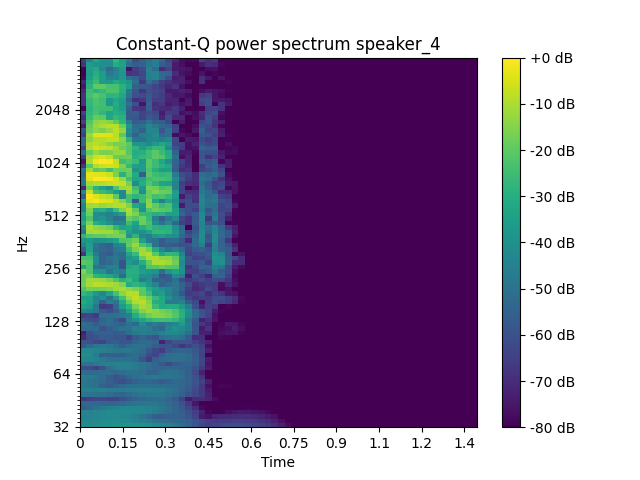 Constant-Q power spectrum speaker_4
Hz
2048
1024
512
256
128
64
32
0 0.15 0.3 0.45 0.6 0.75 0.9 1.1 1.2 1.4
Time
+0 dB
-10 dB
-20 dB
-30 dB
-40 dB
-50 dB
-60 dB
-70 dB
-80 dB